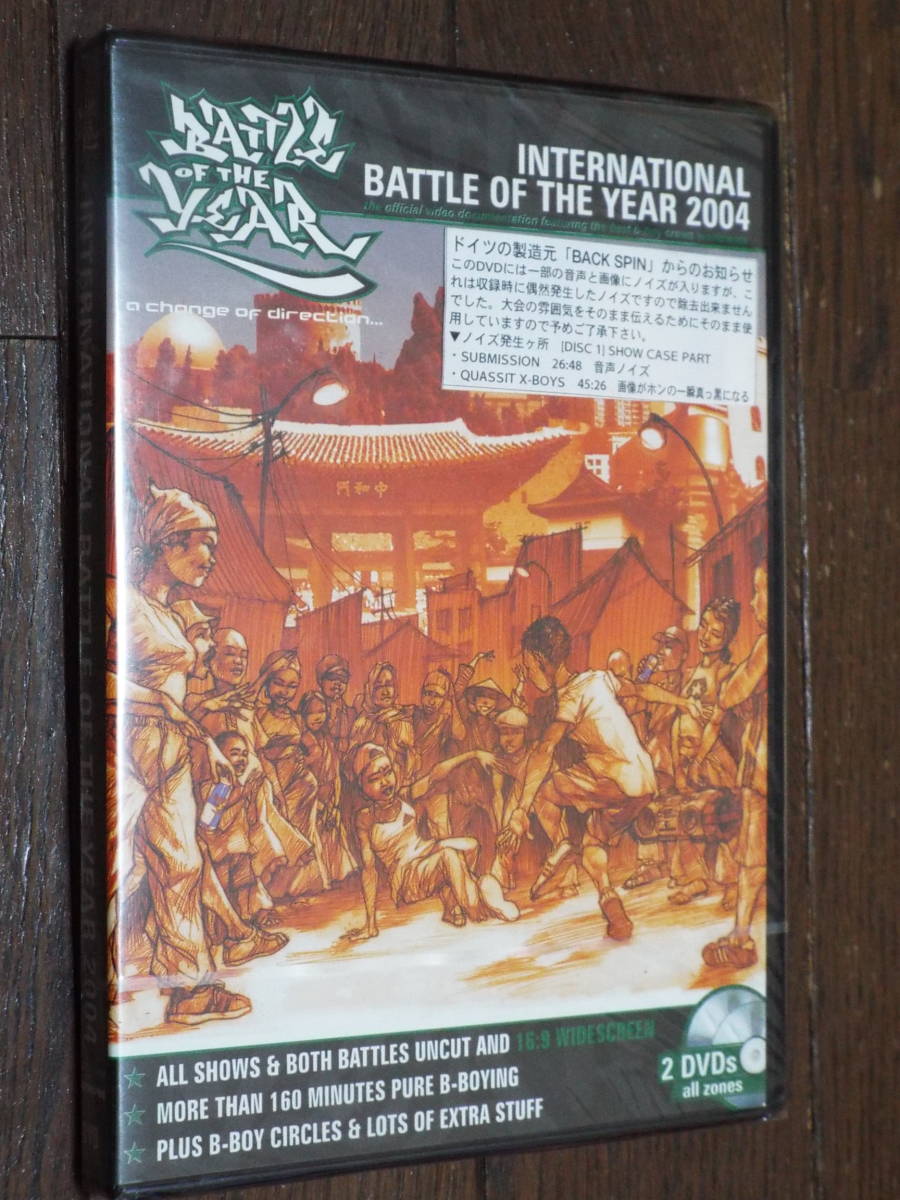 BATTLE
OF THE
YEAR
a change of direction...
INTERNATIONAL
BATTLE OF THE YEAR 2004
the official video documentation featuring the best b-boy crews
ドイツの製造元「BACK SPIN」からのお知らせ
このDVDには一部の音声と画像にノイズが入りますが、こ
れは収録時に偶然発生したノイズですので除去出来ません
でした。大会の雰囲気をそのまま伝えるためにそのまま使
用していますので予めご了承下さい。
▼ノイズ発生ヶ所 [DISC 1] SHOW CASE PART
・SUBMISSION 26:48 音声ノイズ
・QUASSIT X-BOYS 45:26 画像がホンの一瞬真っ黒になる
中和門
ALL SHOWS & BOTH BATTLES UNCUT AND 16:9 WIDESCREEN
MORE THAN 160 MINUTES PURE B-BOYING
PLUS B-BOY CIRCLES & LOTS OF EXTRA STUFF
2 DVDs
all zones
INTERNATIONAL BATTLE OF THE YEAR 2004